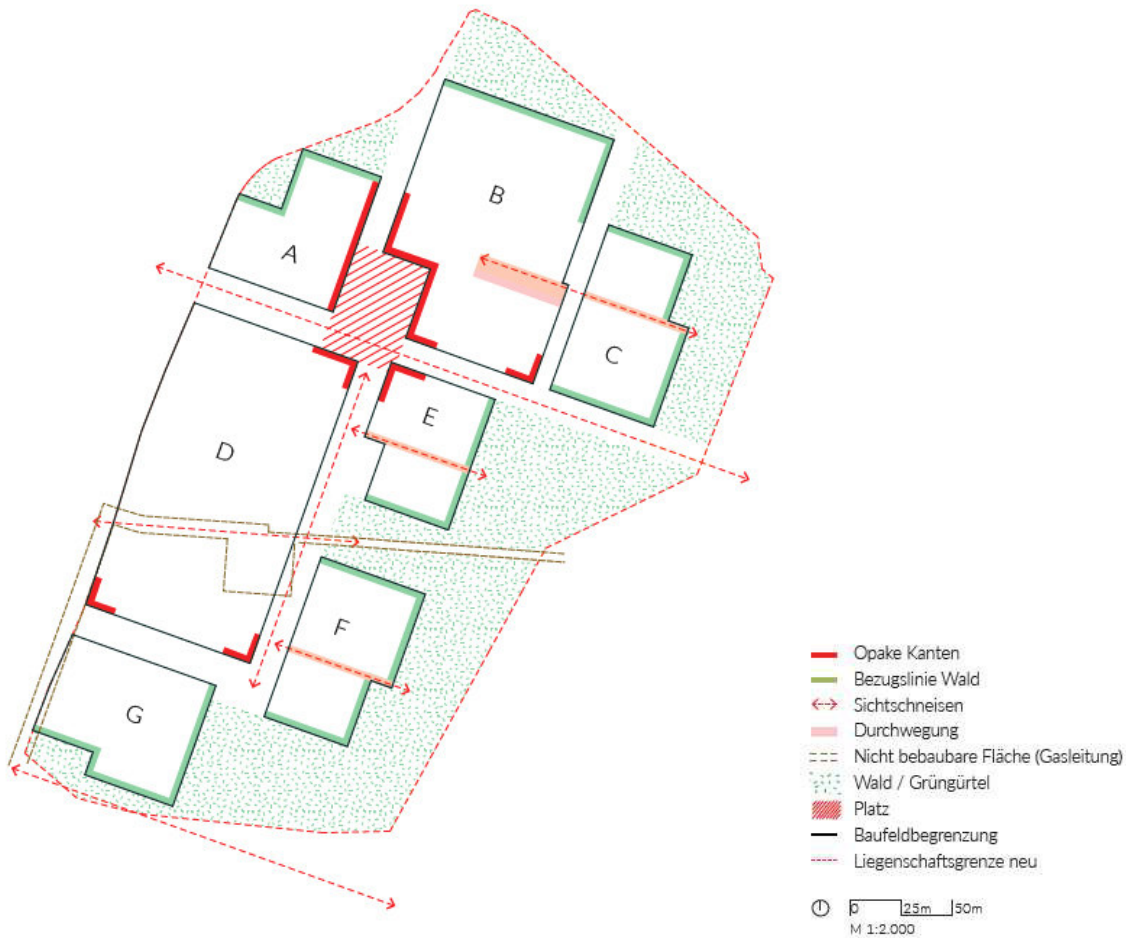 B
A
C
E
D
F
G
Opake Kanten
Bezugslinie Wald
Sichtschneisen
Durchwegung
Nicht bebaubare Fläche (Gasleitung)
Wald / Grüngürtel
Platz
Baufeldbegrenzung
Liegenschaftsgrenze neu
0 25m 50m
M 1:2.000